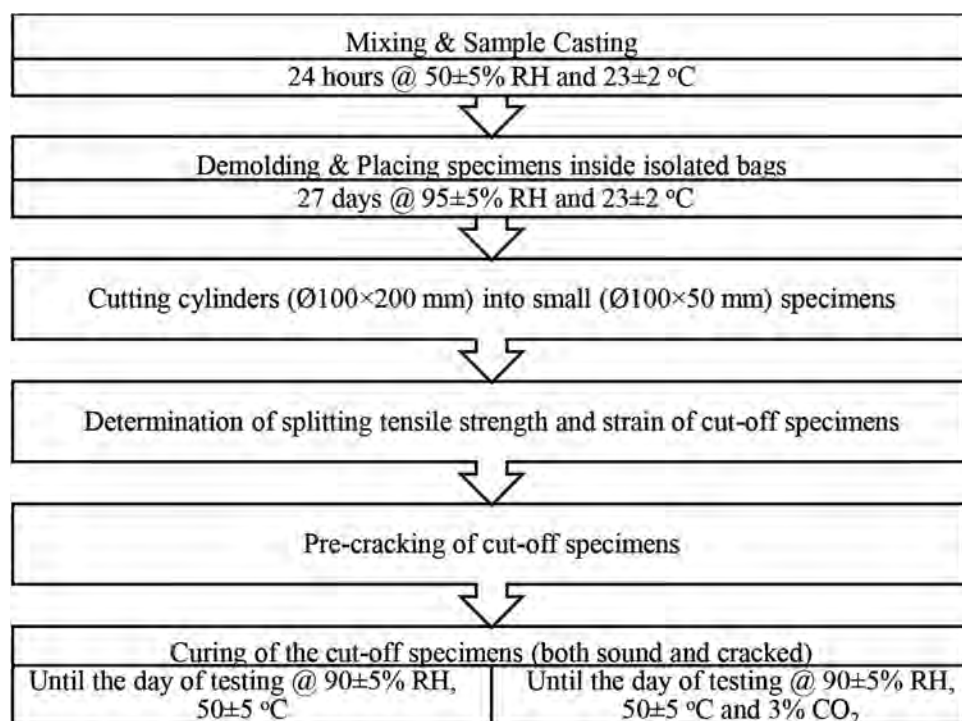 Mixing & Sample Casting
24 hours @ 50±5% RH and 23±2 °C
Demolding & Placing specimens inside isolated bags
27 days @ 95±5% RH and 23±2 °C
Cutting cylinders (Ø100×200 mm) into small (Ø100×50 mm) specimens
Determination of splitting tensile strength and strain of cut-off specimens
Pre-cracking of cut-off specimens
Curing of the cut-off specimens (both sound and cracked)
Until the day of testing @ 90±5% RH,
50±5 °C
Until the day of testing @ 90±5% RH,
50±5 °C and 3% CO₂